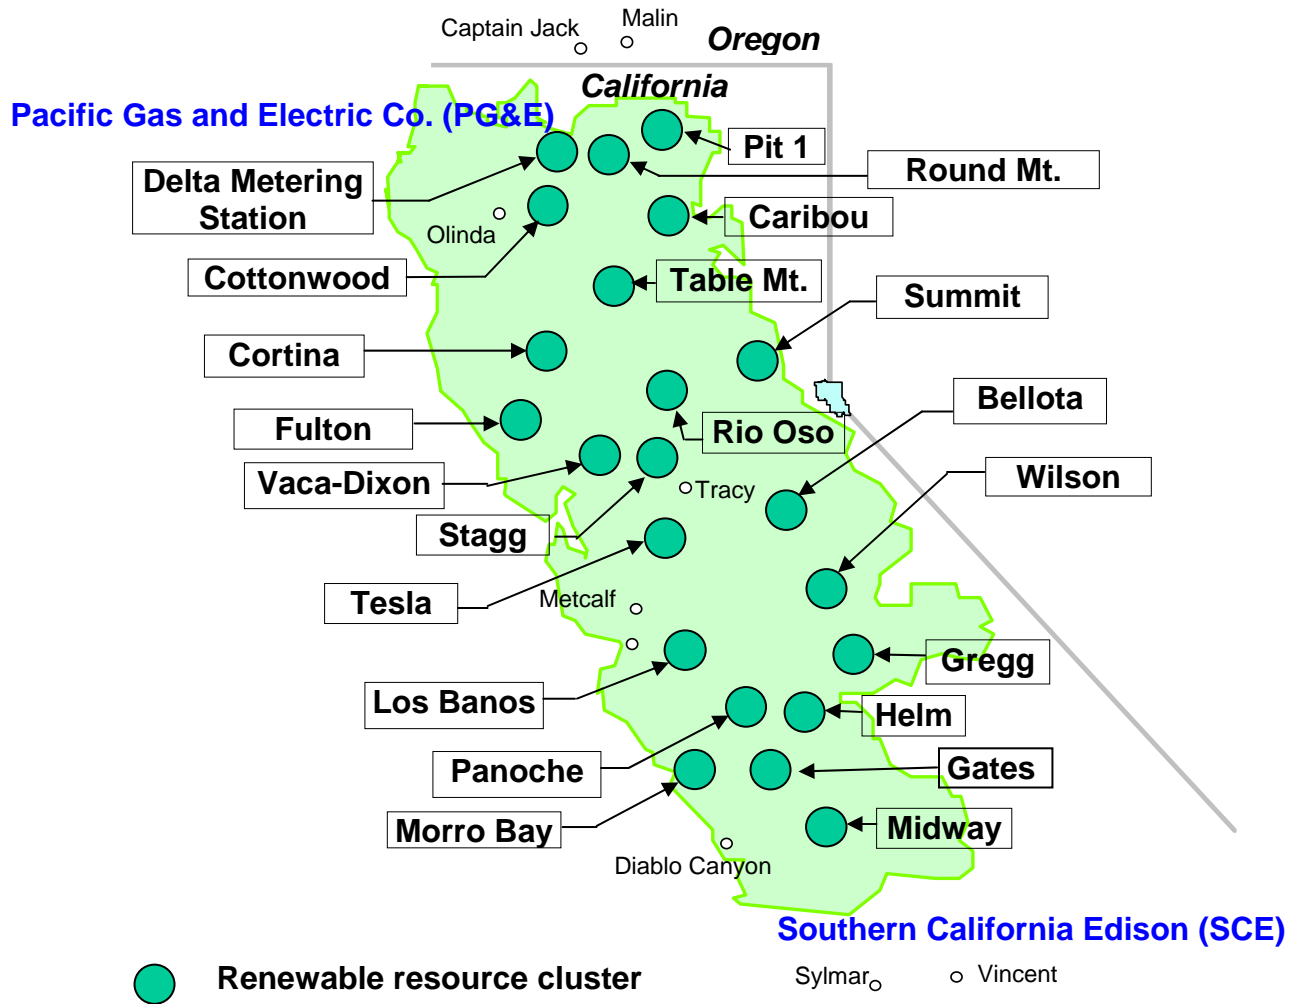 Malin
Captain Jack
Oregon
California
Pacific Gas and Electric Co. (PG&E)
Pit 1
Round Mt.
Delta Metering
Station
Caribou
Olinda
Cottonwood
Table Mt.
Summit
Cortina
Bellota
Fulton
Rio Oso
Vaca-Dixon
Wilson
Tracy
Stagg
Tesla
Metcalf
Gregg
Los Banos
Helm
Panoche
Gates
Morro Bay
Midway
Diablo Canyon
Southern California Edison (SCE)
Renewable resource cluster
Sylmar
Vincent